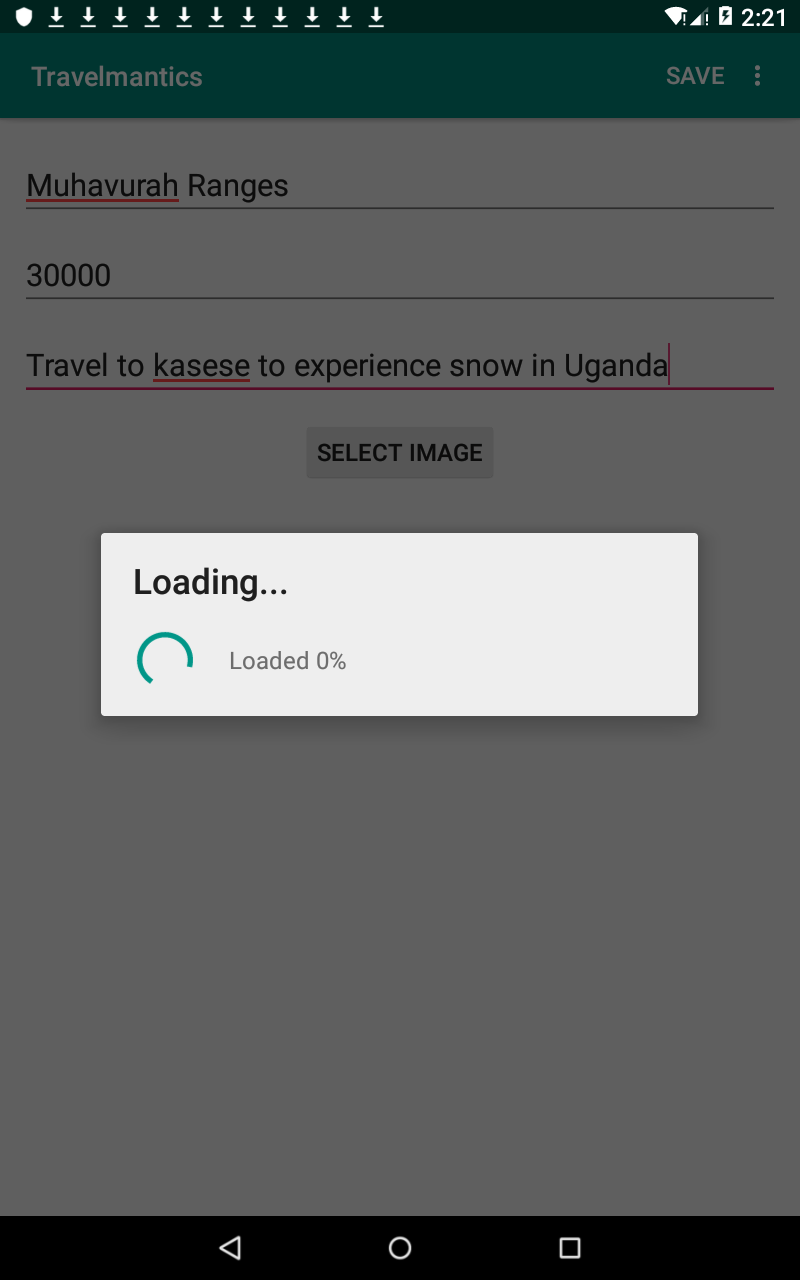 2:21
Travelmantics SAVE
Muhavurah Ranges
30000
Travel to kasese to experience snow in Uganda
SELECT IMAGE
Loading...
Loaded 0%